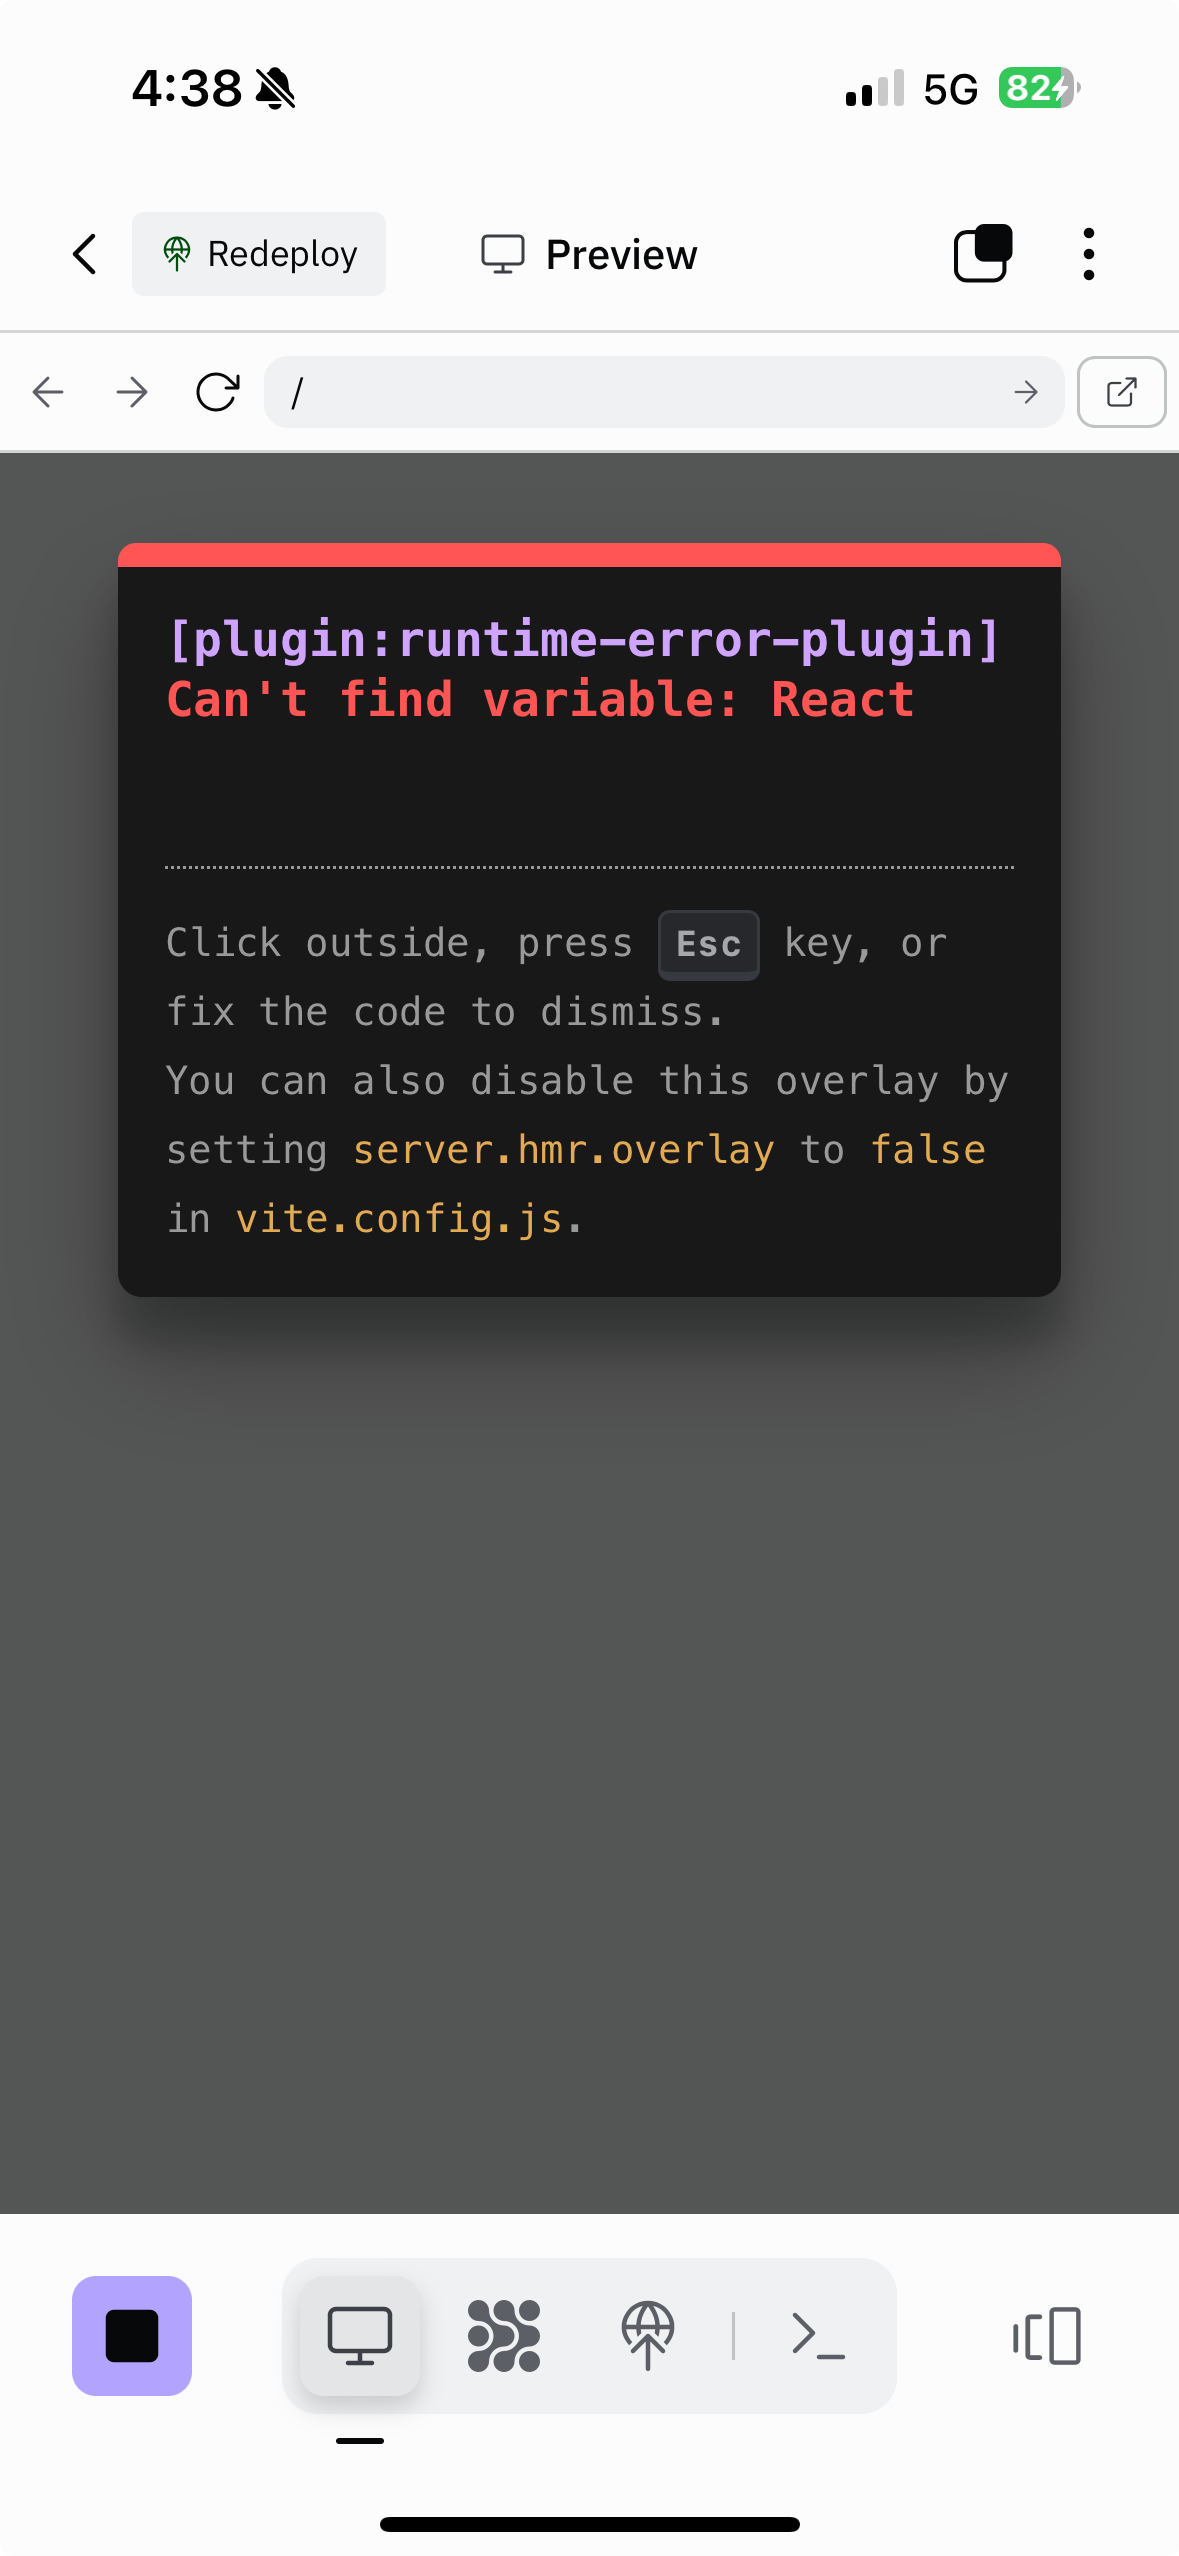 4:38 5G 82
Redeploy Preview
/
[plugin:runtime-error-plugin]
Can't find variable: React
Click outside, press Esc key, or
fix the code to dismiss.
You can also disable this overlay by
setting server.hmr.overlay to false
in vite.config.js.